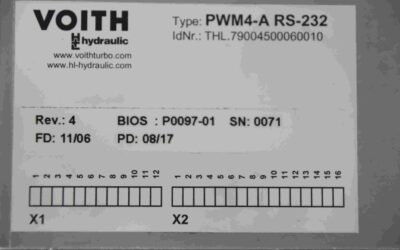 VOITH
HL hydraulic
www.voithturbo.com
www.hl-hydraulic.com
Type: PWM4-A RS-232
IdNr.: THL.79004500060010
Rev.: 4 BIOS : P0097-01 SN: 0071
FD: 11/06 PD: 08/17
1 2 3 4 5 6 7 8 9 10 11 12
X1
1 2 3 4 5 6 7 8 9 10 11 12 13 14 15 16
X2